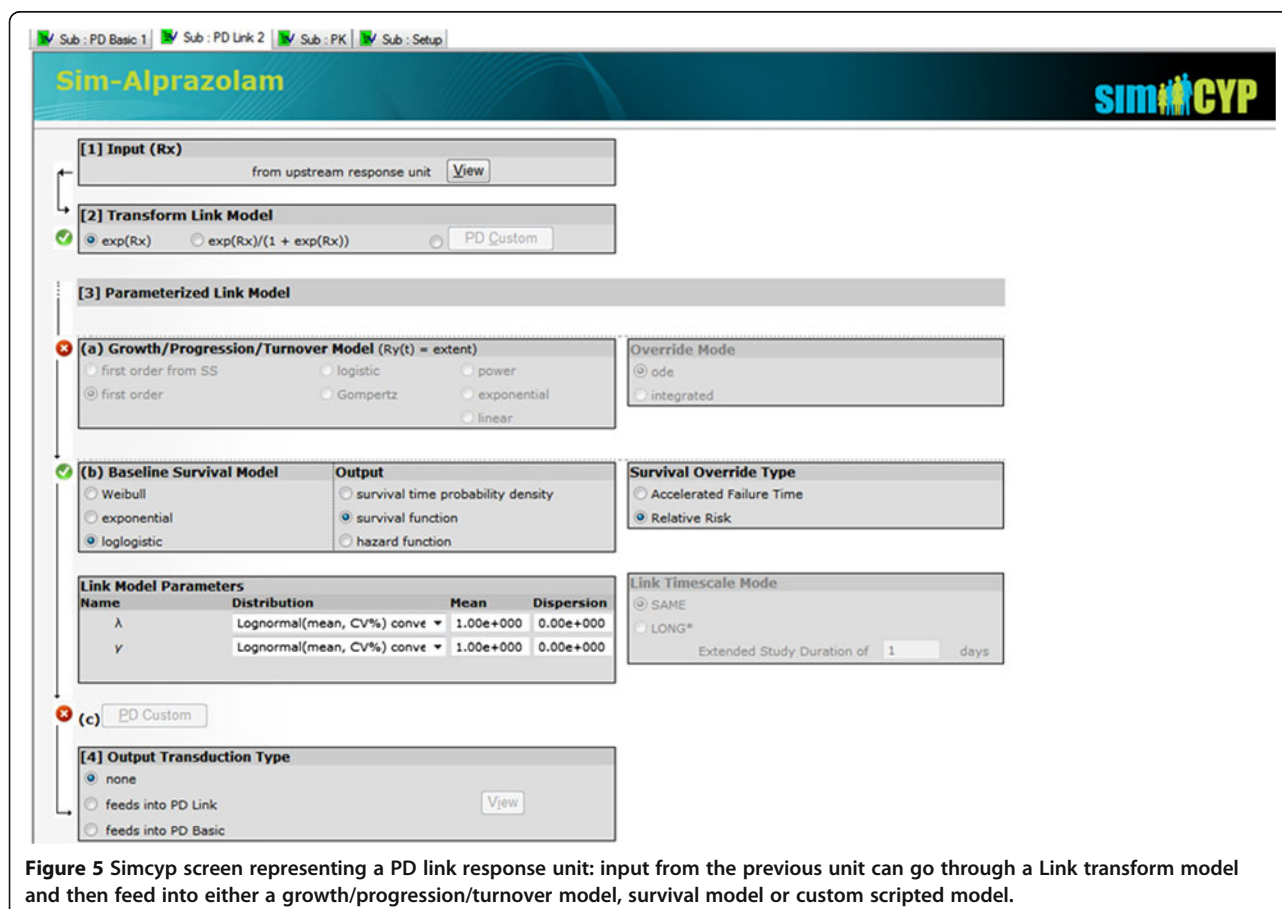 Sub : PD Basic 1 Sub : PD Link 2 Sub : PK Sub : Setup
Sim-Alprazolam
simCYP
[1] Input (Rx)
from upstream response unit View
[2] Transform Link Model
exp(Rx) exp(Rx)/(1 + exp(Rx)) PD Custom
[3] Parameterized Link Model
(a) Growth/Progression/Turnover Model (Ry(t) = extent) Override Mode
first order from SS logistic power ode
first order Gompertz exponential integrated
linear
(b) Baseline Survival Model Output Survival Override Type
Weibull survival time probability density Accelerated Failure Time
exponential survival function Relative Risk
loglogistic hazard function
Link Model Parameters Link Timescale Mode
Name Distribution Mean Dispersion SAME
λ Lognormal(mean, CV%) conve 1.00e+000 0.00e+000 LONG*
γ Lognormal(mean, CV%) conve 1.00e+000 0.00e+000 Extended Study Duration of 1 days
(c) PD Custom
[4] Output Transduction Type
none
feeds into PD Link View
feeds into PD Basic
Figure 5 Simcyp screen representing a PD link response unit: input from the previous unit can go through a Link transform model
and then feed into either a growth/progression/turnover model, survival model or custom scripted model.